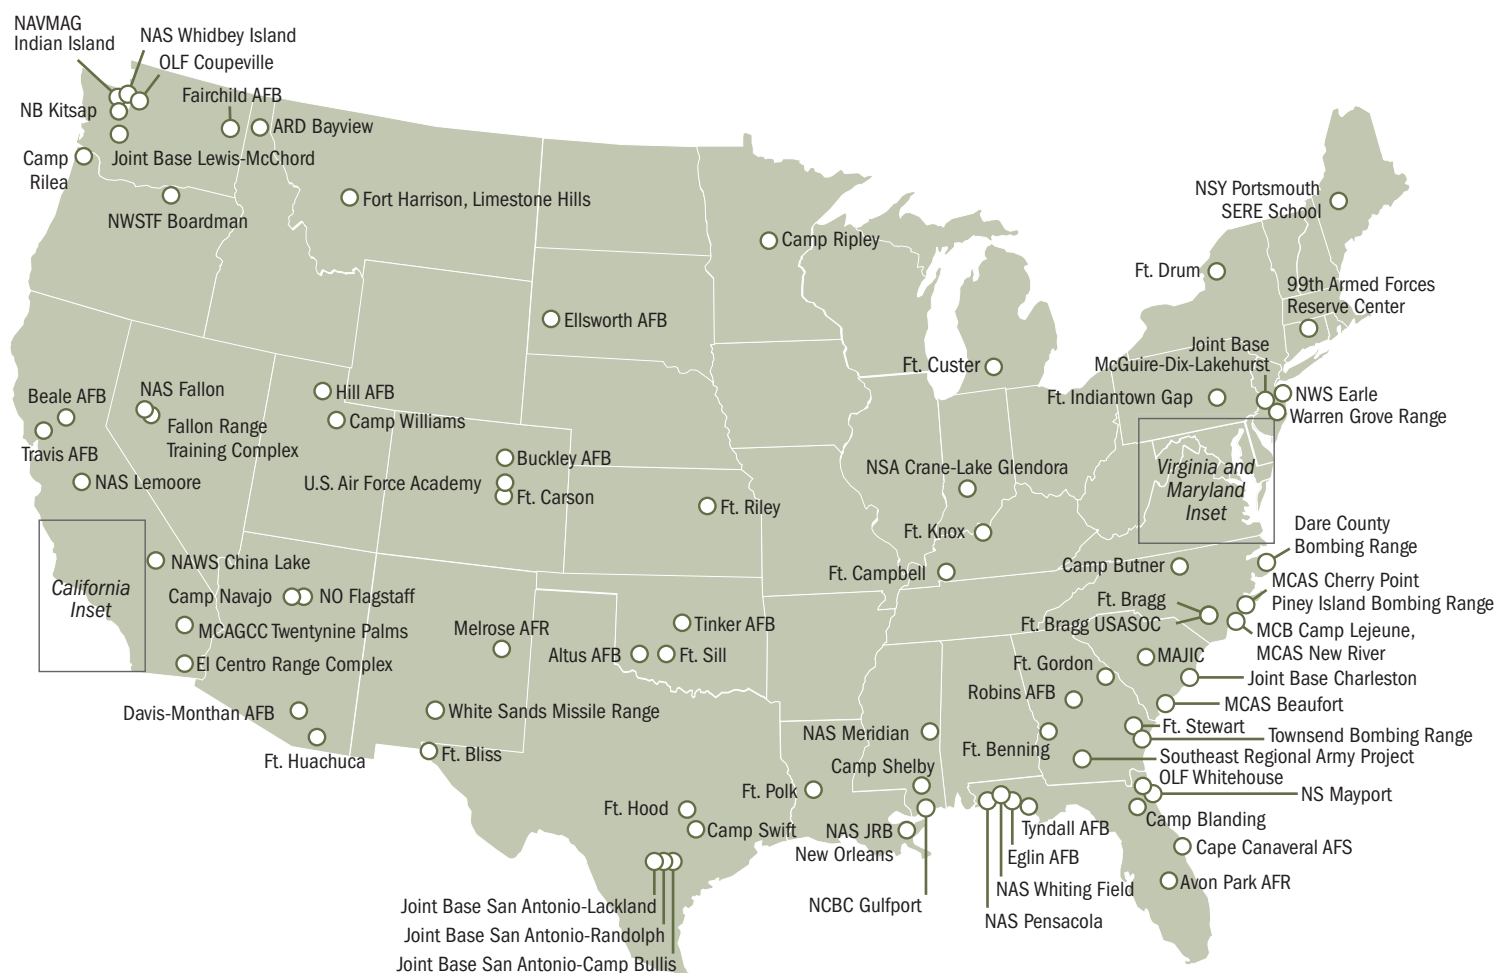 NAVMAG
Indian Island
NAS Whidbey Island
OLF Coupeville
Fairchild AFB
NB Kitsap
ARD Bayview
Joint Base Lewis-McChord
Camp
Rilea
NWSTF Boardman
Fort Harrison, Limestone Hills
Camp Ripley
NSY Portsmouth
SERE School
Ft. Drum
99th Armed Forces
Reserve Center
Ellsworth AFB
Joint Base
McGuire-Dix-Lakehurst
Ft. Custer
Ft. Indiantown Gap
NWS Earle
Warren Grove Range
Beale AFB
NAS Fallon
Hill AFB
Fallon Range
Training Complex
Camp Williams
Travis AFB
NAS Lemoore
Buckley AFB
U.S. Air Force Academy
Ft. Carson
Ft. Riley
NSA Crane-Lake Glendora
Virginia and
Maryland
Inset
Ft. Knox
Dare County
Bombing Range
NAWS China Lake
California
Inset
Camp Navajo
NO Flagstaff
Ft. Campbell
Camp Butner
MCAS Cherry Point
Piney Island Bombing Range
Ft. Bragg
Ft. Bragg USASOC
MCB Camp Lejeune,
MCAS New River
MCAGCC Twentynine Palms
Melrose AFR
Tinker AFB
Altus AFB
Ft. Sill
El Centro Range Complex
Ft. Gordon
MAJIC
Joint Base Charleston
Robins AFB
MCAS Beaufort
Davis-Monthan AFB
White Sands Missile Range
Ft. Stewart
Townsend Bombing Range
NAS Meridian
Ft. Benning
Southeast Regional Army Project
Ft. Huachuca
Ft. Bliss
Camp Shelby
OLF Whitehouse
NS Mayport
Ft. Polk
Ft. Hood
Camp Swift
NAS JRB
New Orleans
Tyndall AFB
Camp Blanding
Eglin AFB
Cape Canaveral AFS
NAS Whiting Field
Avon Park AFR
NCBC Gulfport
NAS Pensacola
Joint Base San Antonio-Lackland
Joint Base San Antonio-Randolph
Joint Base San Antonio-Camp Bullis